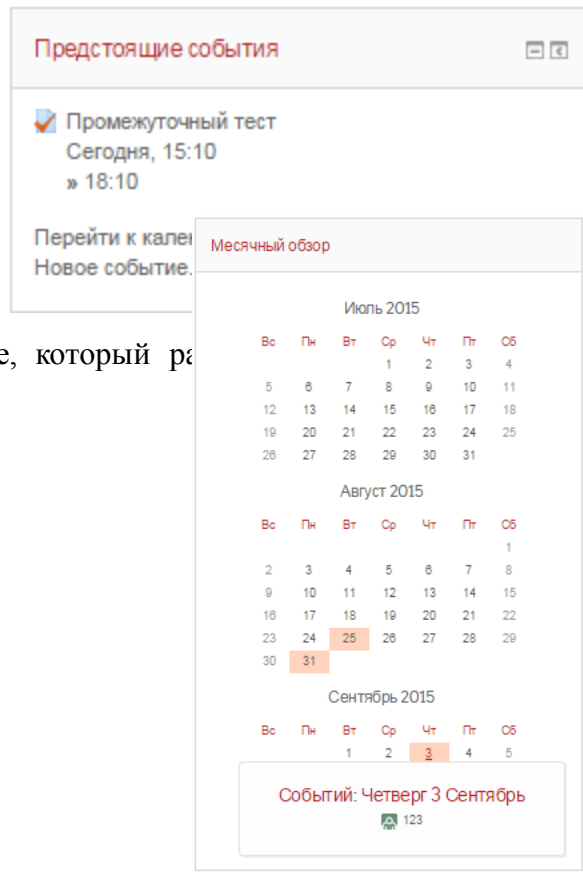 Предстоящие события
Промежуточный тест
Сегодня, 15:10
» 18:10
Перейти к
Новое событие.
е, который
Месячный обзор
Июль 2015
Вс Пн Вт Ср Чт Пт Сб
1 2 3 4
5 6 7 8 9 10 11
12 13 14 15 16 17 18
19 20 21 22 23 24 25
26 27 28 29 30 31
Август 2015
Вс Пн Вт Ср Чт Пт Сб
1
2 3 4 5 6 7 8
9 10 11 12 13 14 15
16 17 18 19 20 21 22
23 24 25 26 27 28 29
30 31
Сентябрь 2015
Вс Пн Вт Ср Чт Пт Сб
1 2 3 4 5
Событий: Четверг 3 Сентябрь
123